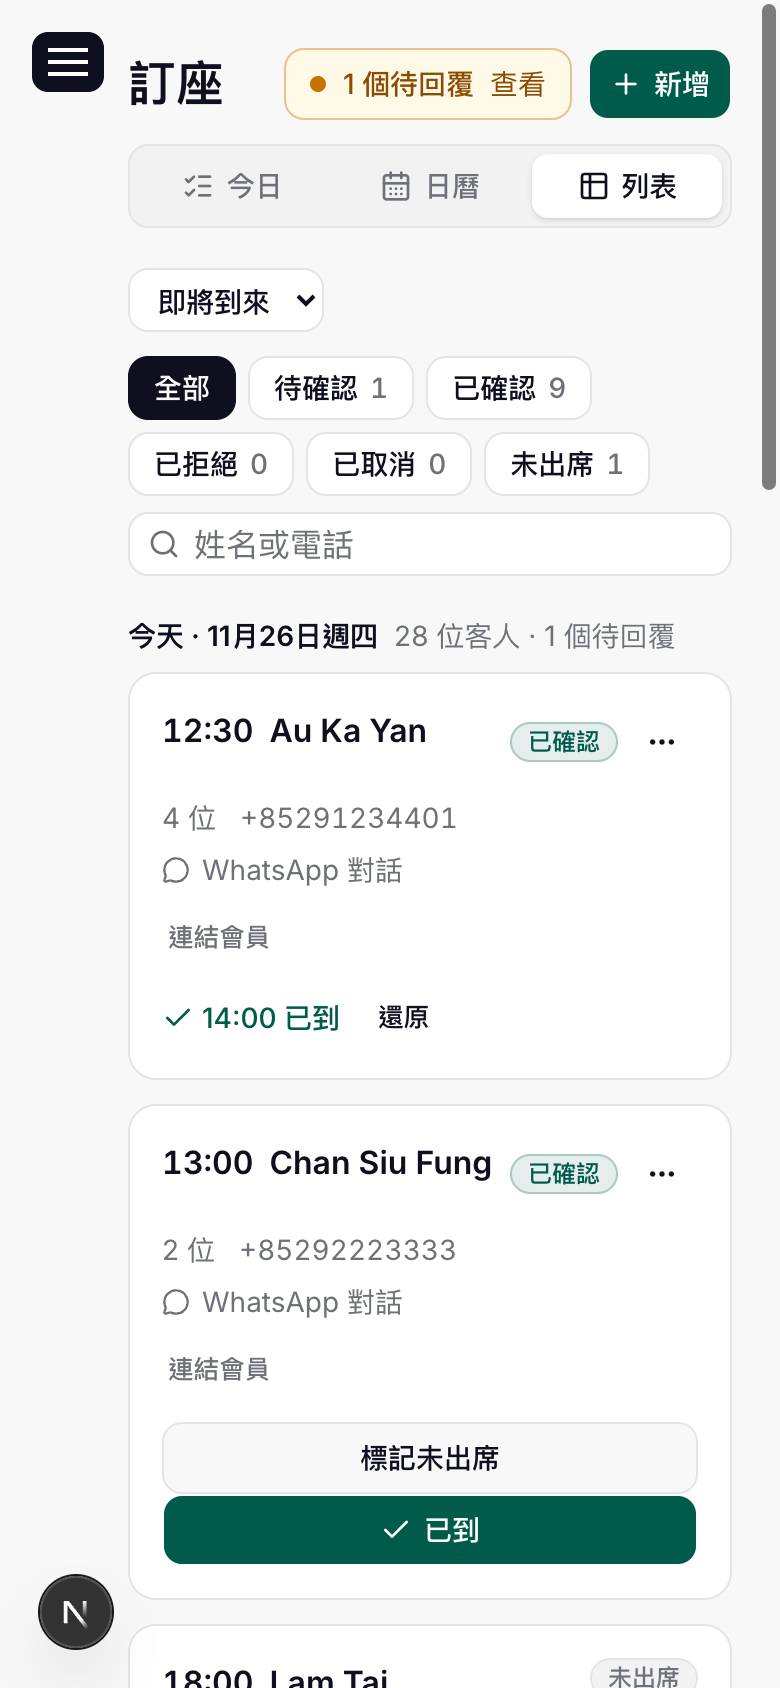 訂座
1 個待回覆 查看
新增
今日
日曆
列表
即將到來
全部
待確認 1
已確認 9
已拒絕 0
已取消 0
未出席 1
姓名或電話
今天 · 11月26日週四 28 位客人 · 1 個待回覆
12:30 Au Ka Yan
已確認
4 位 +85291234401
WhatsApp 對話
連結會員
14:00 已到 還原
13:00 Chan Siu Fung
已確認
2 位 +85292223333
WhatsApp 對話
連結會員
標記未出席
已到
N
18:00 Lam Tai
未出席